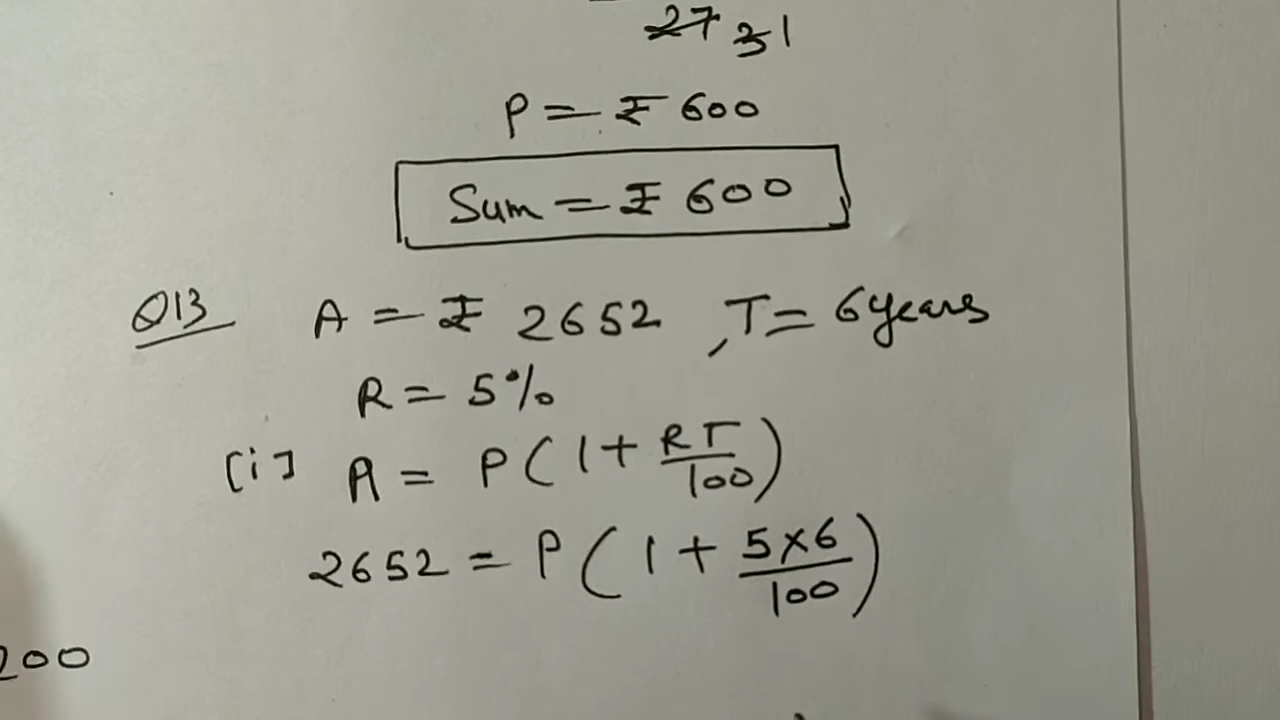 27 31
P = ₹ 600
Sum = ₹ 600
Q13 A = ₹ 2652 , T = 6 years
R = 5%
[i] A = P(1 + RT/100)
2652 = P(1 + 5×6/100)
200